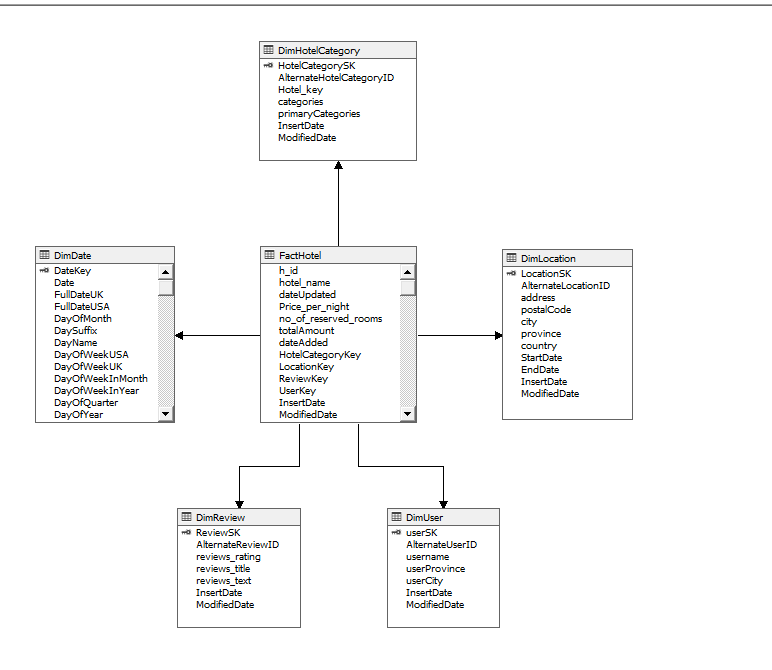 DimHotelCategory
HotelCategorySK
AlternateHotelCategoryID
Hotel_key
categories
primaryCategories
InsertDate
ModifiedDate
DimDate
DateKey
Date
FullDateUK
FullDateUSA
DayOfMonth
DaySuffix
DayName
DayOfWeekUSA
DayOfWeekUK
DayOfWeekInMonth
DayOfWeekInYear
DayOfQuarter
DayOfYear
FactHotel
h_id
hotel_name
dateUpdated
Price_per_night
no_of_reserved_rooms
totalAmount
dateAdded
HotelCategoryKey
LocationKey
ReviewKey
UserKey
InsertDate
ModifiedDate
DimLocation
LocationSK
AlternateLocationID
address
postalCode
city
province
country
StartDate
EndDate
InsertDate
ModifiedDate
DimReview
ReviewSK
AlternateReviewID
reviews_rating
reviews_title
reviews_text
InsertDate
ModifiedDate
DimUser
userSK
AlternateUserID
username
userProvince
userCity
InsertDate
ModifiedDate